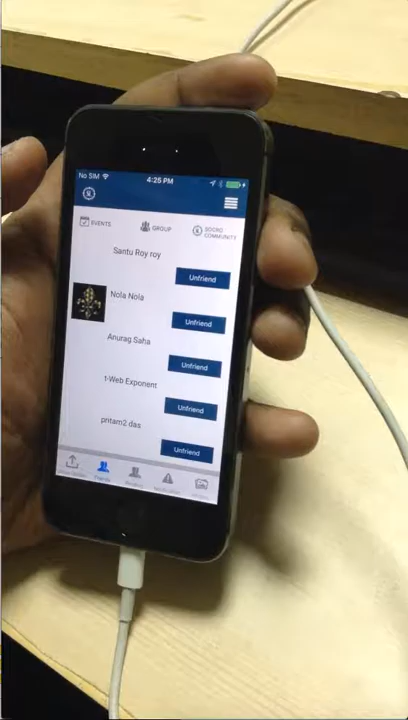 No SIM 4:25 PM
EVENTS GROUP SOCRO COMMUNITY
Santu Roy roy
Unfriend
Nola Nola
Unfriend
Anurag Saha
Unfriend
t-Web Exponent
Unfriend
pritam2 das
Unfriend
Friends